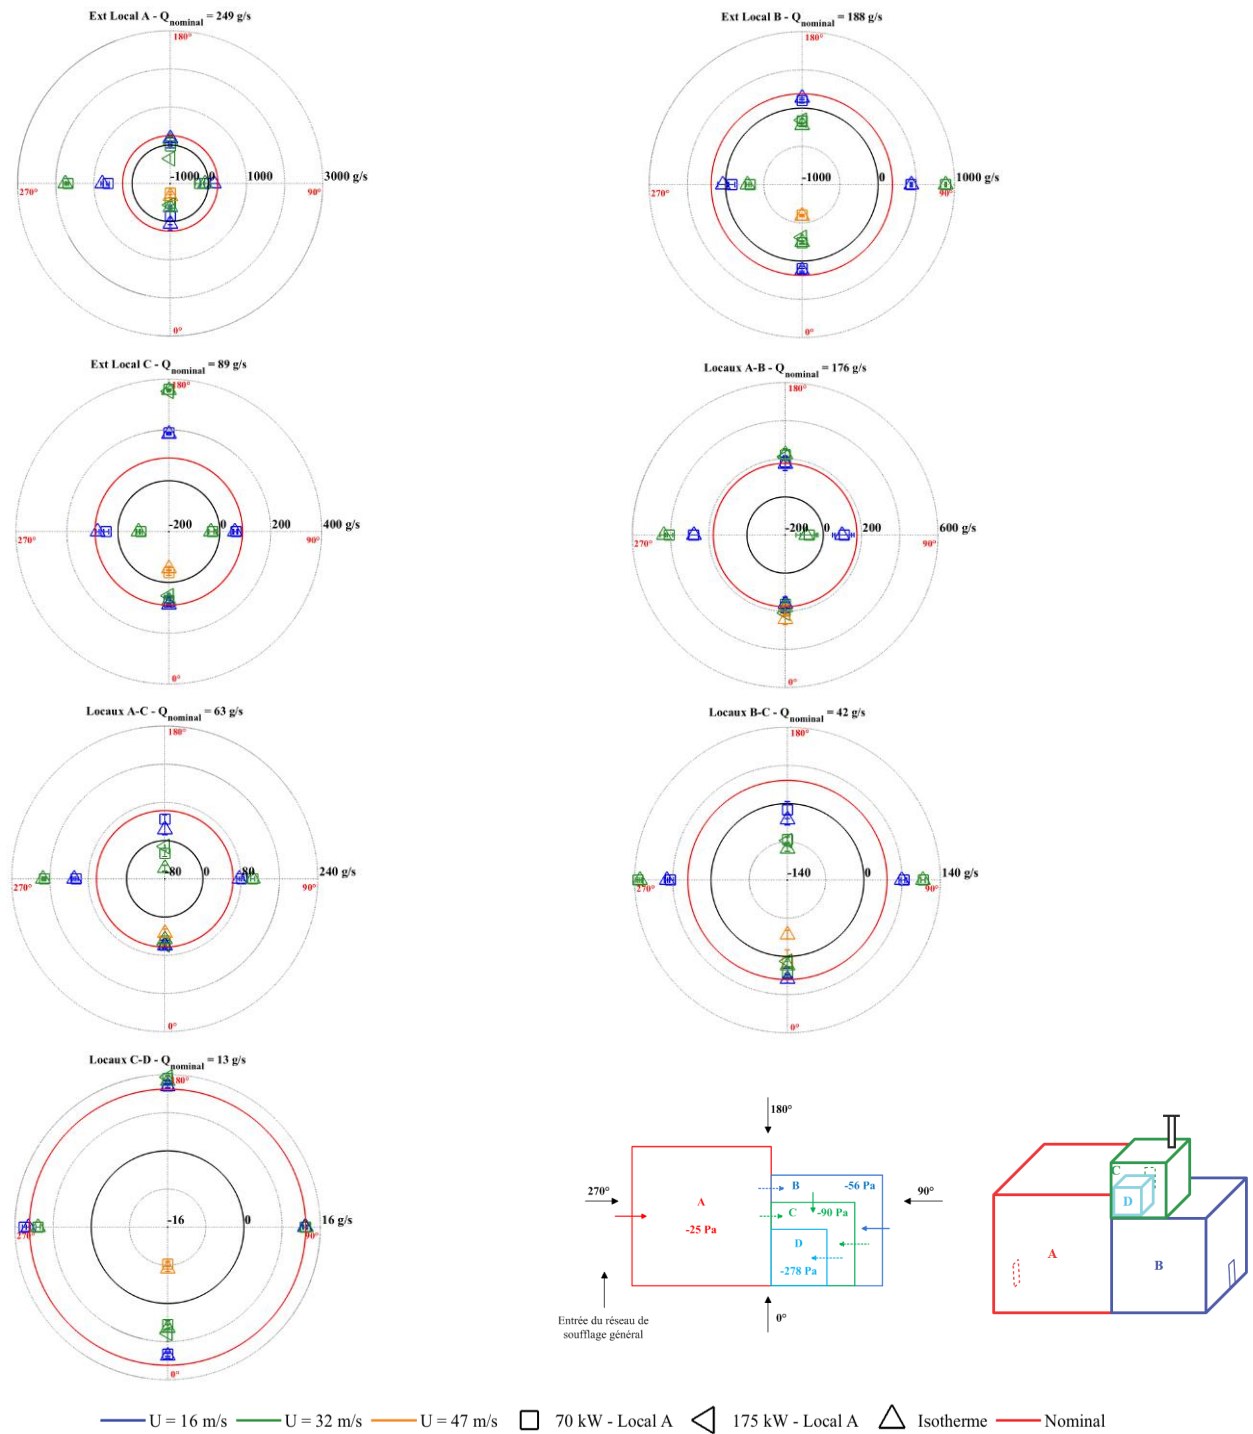 Ext Local A - Qnominal = 249 g/s
180°
-1000
0
1000
3000 g/s
270°
90°
0°
Ext Local B - Qnominal = 188 g/s
180°
-1000
0
1000 g/s
270°
90°
0°
Ext Local C - Qnominal = 89 g/s
180°
-200
0
200
400 g/s
270°
90°
0°
Locaux A-B - Qnominal = 176 g/s
180°
-200
0
200
600 g/s
270°
90°
0°
Locaux A-C - Qnominal = 63 g/s
180°
-80
0
80
240 g/s
270°
90°
0°
Locaux B-C - Qnominal = 42 g/s
180°
-140
0
140 g/s
270°
90°
0°
Locaux C-D - Qnominal = 13 g/s
180°
-16
0
16 g/s
270°
90°
0°
180°
270°
90°
A
-25 Pa
B
-56 Pa
C
-90 Pa
D
-278 Pa
0°
Entrée du réseau de
soufflage général
C
D
A
B
U = 16 m/s
U = 32 m/s
U = 47 m/s
70 kW - Local A
175 kW - Local A
Isotherme
Nominal